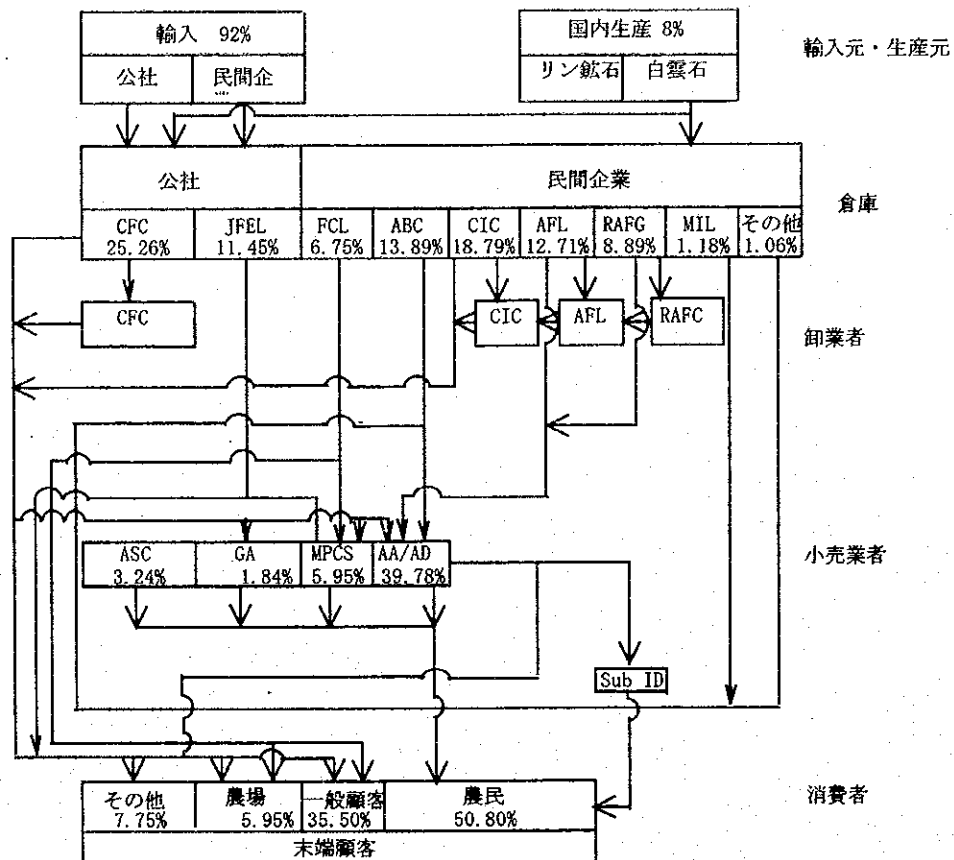 輸入 92%
国内生産 8%
輸入元・生産元
公社 民間企
リン鉱石 白雲石
公社 民間企業
倉庫
CFC JFEL FCL ABC CIC AFL RAFG MIL その他
25.26% 11.45% 6.75% 13.89% 18.79% 12.71% 8.89% 1.18% 1.06%
CFC CIC AFL RAFC
卸業者
ASC GA MPCS AA/AD
小売業者
3.24% 1.84% 5.95% 39.78%
Sub ID
その他 農場 一般顧客 農民
消費者
7.75% 5.95% 35.50% 50.80%
末端顧客